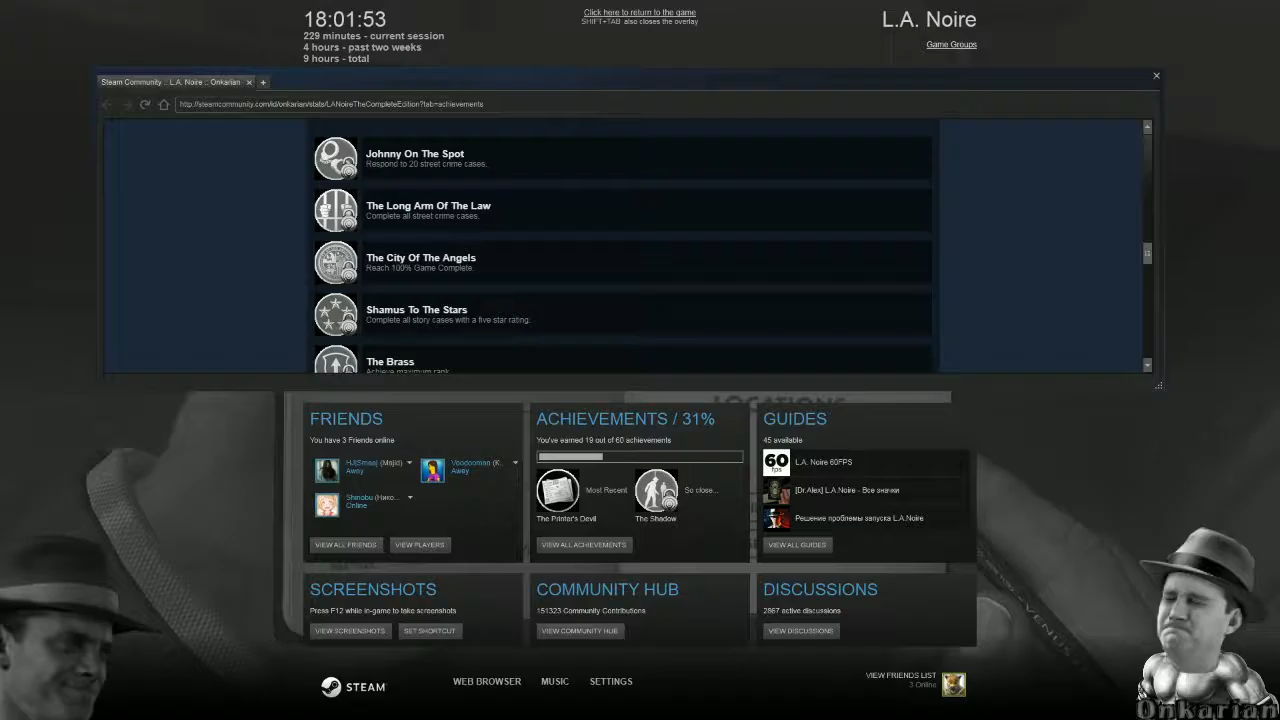 18:01:53
229 minutes - current session
4 hours - past two weeks
9 hours - total
Click here to return to the game
SHIFT+TAB also closes the overlay
L.A. Noire
Game Groups
Steam Community :: L.A. Noire :: Onkarian
http://steamcommunity.com/id/onkarian/stats/LANoireTheCompleteEdition?tab=achievements
Johnny On The Spot
Respond to 20 street crime cases.
The Long Arm Of The Law
Complete all street crime cases.
The City Of The Angels
Reach 100% Game Complete.
Shamus To The Stars
Complete all story cases with a five star rating.
The Brass
Achieve maximum rank.
LOCATIONS
FRIENDS
You have 3 Friends online
(Majid)
Away
Voodooman (K...
Away
Shinobu (Нико...
Online
VIEW ALL FRIENDS
VIEW PLAYERS
ACHIEVEMENTS / 31%
You've earned 19 out of 60 achievements
Most Recent
So close...
The Printer's Devil
The Shadow
VIEW ALL ACHIEVEMENTS
GUIDES
45 available
60
fps
L.A. Noire 60FPS
[Dr.Alex] L.A.Noire - Все значки
Решение проблемы запуска L.A.Noire
VIEW ALL GUIDES
SCREENSHOTS
Press F12 while in-game to take screenshots
VIEW SCREENSHOTS
SET SHORTCUT
COMMUNITY HUB
151323 Community Contributions
VIEW COMMUNITY HUB
DISCUSSIONS
2867 active discussions
VIEW DISCUSSIONS
STEAM
WEB BROWSER
MUSIC
SETTINGS
VIEW FRIENDS LIST
3 Online
Onkarian